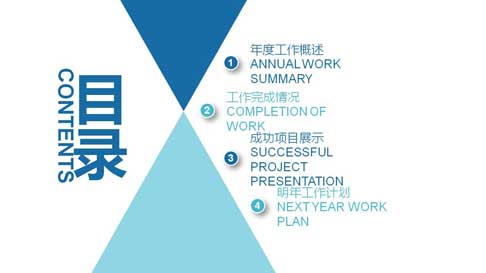 目录
CONTENTS
1
年度工作概述
ANNUAL WORK
SUMMARY
2
工作完成情况
COMPLETION OF
WORK
3
成功项目展示
SUCCESSFUL
PROJECT
PRESENTATION
4
明年工作计划
NEXT YEAR WORK
PLAN